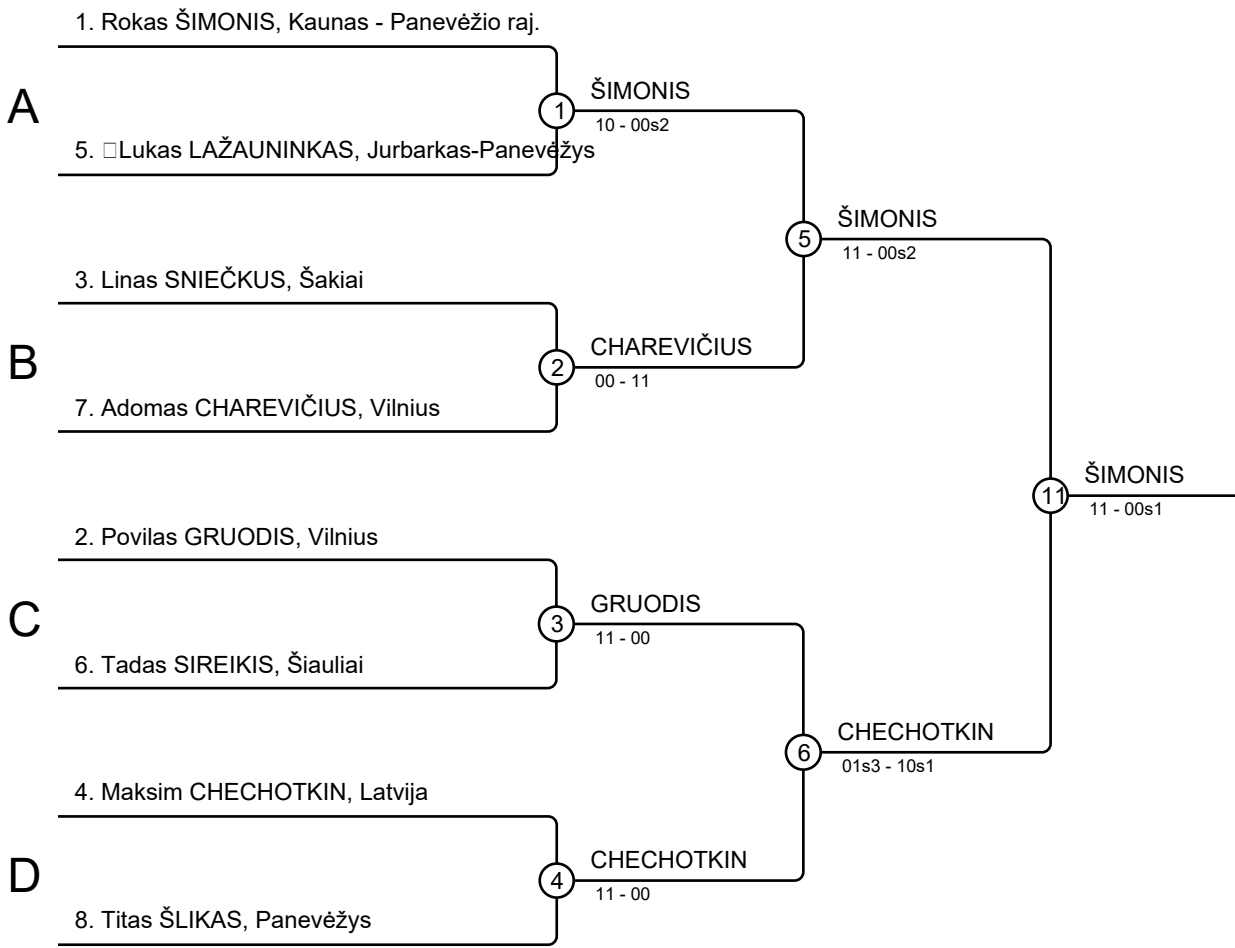 1. Rokas ŠIMONIS, Kaunas - Panevėžio raj.
A
1
ŠIMONIS
10 - 00s2
5. □Lukas LAŽAUNINKAS, Jurbarkas-Panevėžys
5
ŠIMONIS
11 - 00s2
3. Linas SNIEČKUS, Šakiai
B
2
CHAREVIČIUS
00 - 11
7. Adomas CHAREVIČIUS, Vilnius
11
ŠIMONIS
11 - 00s1
2. Povilas GRUODIS, Vilnius
C
3
GRUODIS
11 - 00
6. Tadas SIREIKIS, Šiauliai
6
CHECHOTKIN
01s3 - 10s1
4. Maksim CHECHOTKIN, Latvija
D
4
CHECHOTKIN
11 - 00
8. Titas ŠLIKAS, Panevėžys